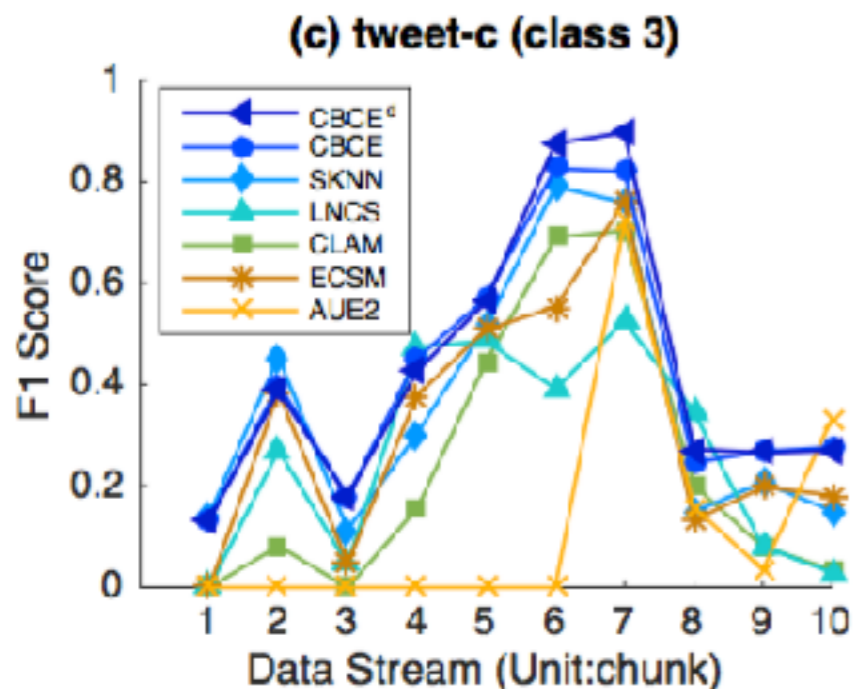 (c) tweet-c (class 3)
1
0.8
0.6
0.4
0.2
0
F1 Score
CBCE^d
CBCE
SKNN
LNCS
CLAM
ECSM
AUE2
1 2 3 4 5 6 7 8 9 10
Data Stream (Unit:chunk)